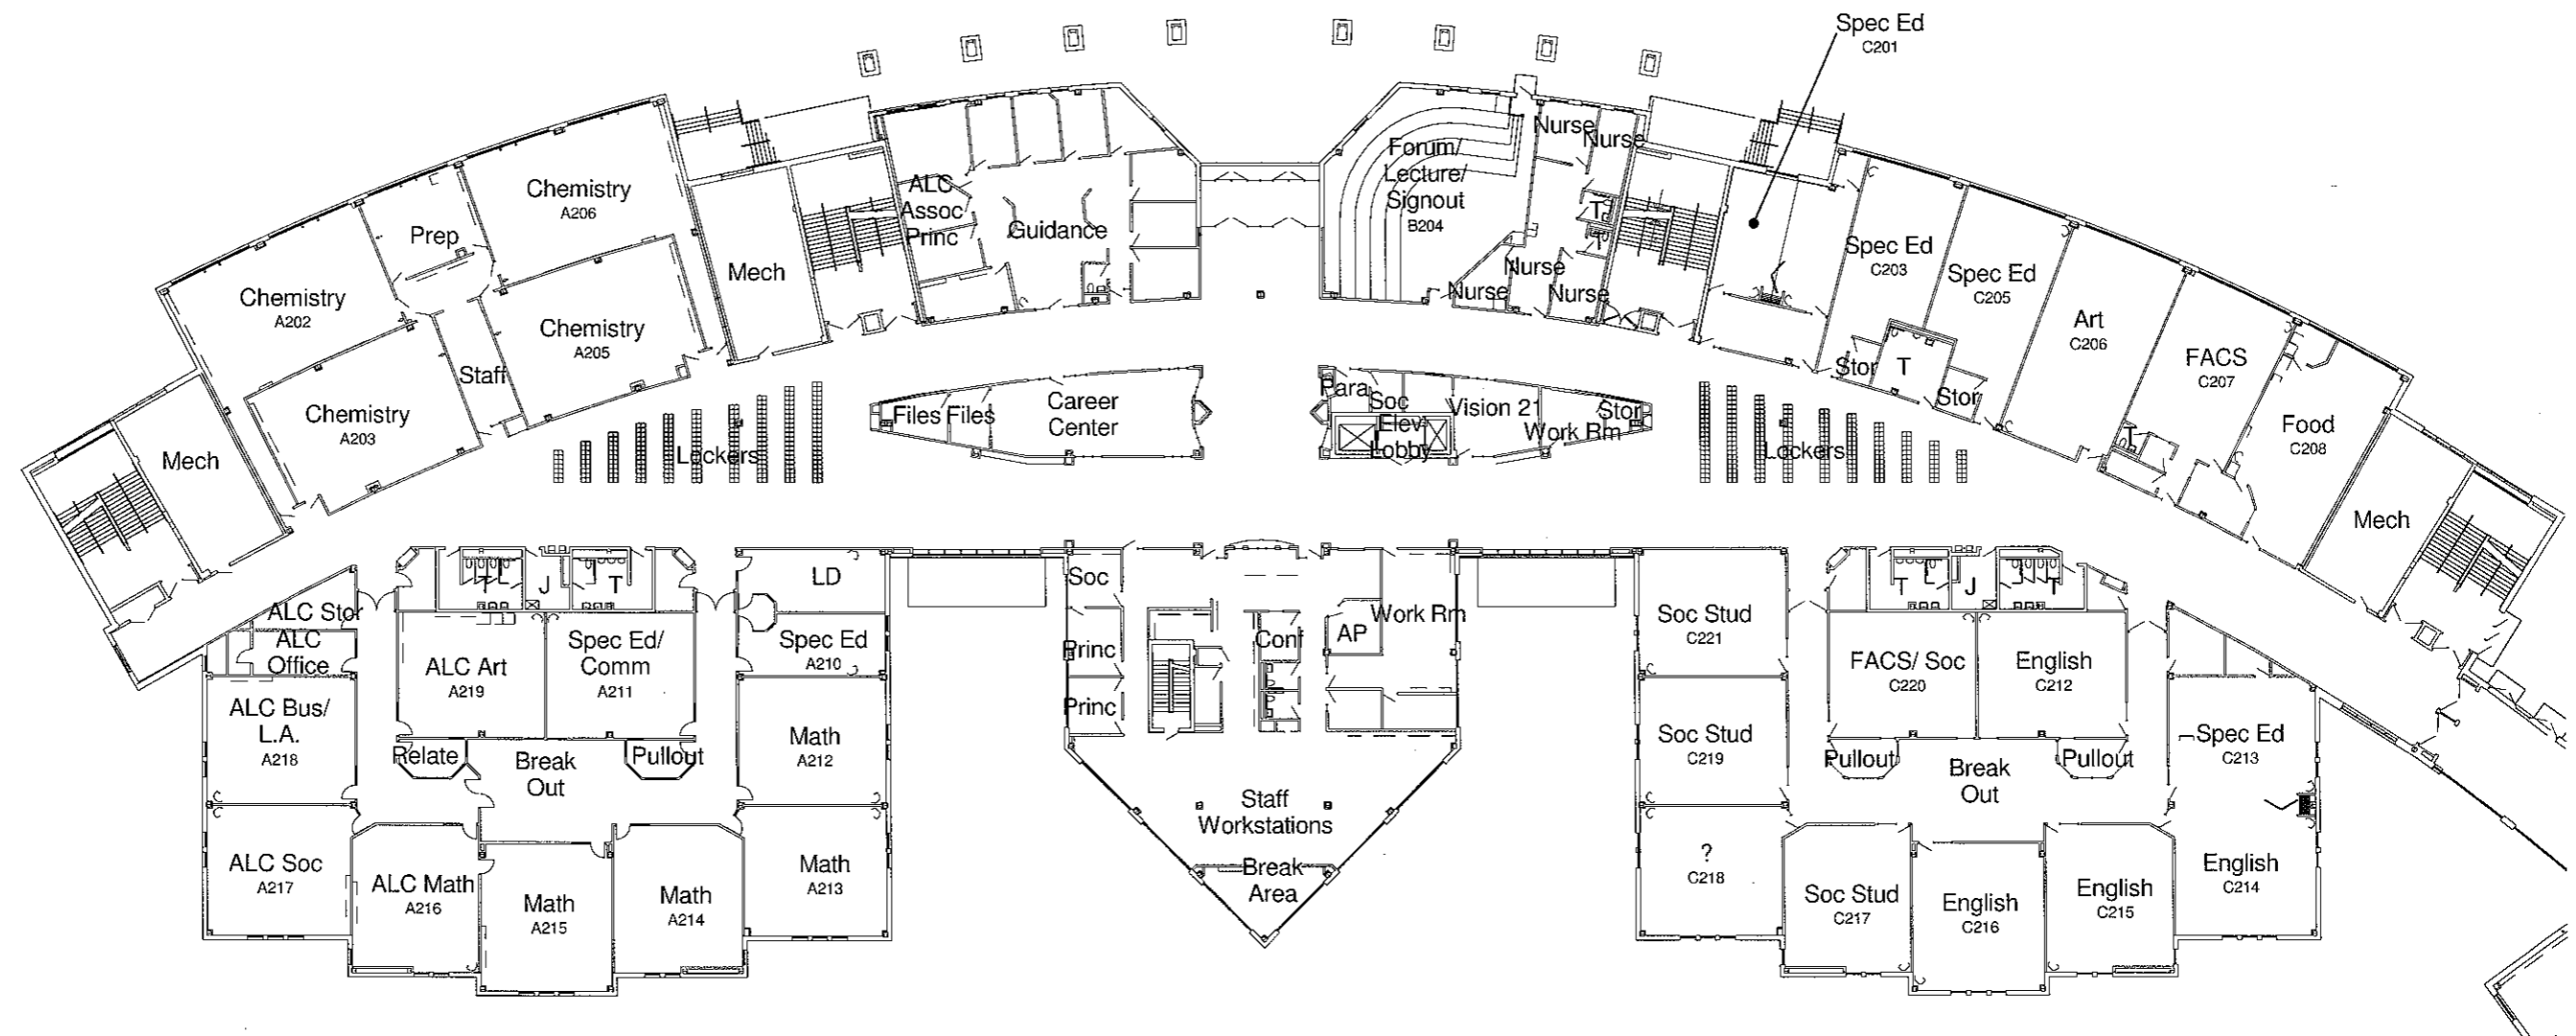 Spec Ed
C201
Chemistry
A206
Prep
Chemistry
A202
Chemistry
A205
Chemistry
A203
Staff
Mech
Mech
ALC
Assoc
Princ
Guidance
Forum/
Lecture/
Signout
B204
Nurse
Nurse
T
T
Nurse
Nurse
Nurse
Spec Ed
C203
Spec Ed
C205
Art
C206
FACS
C207
Food
C208
Stor
T
Stor
T
Mech
Lockers
Files
Files
Career
Center
Para
Soc
Elev
Lobby
Vision 21
Work Rm
Stor
Lockers
ALC Stor
ALC
Office
T
J
T
LD
ALC Art
A219
Spec Ed/
Comm
A211
Spec Ed
A210
ALC Bus/
L.A.
A218
Relate
Break
Out
Pullout
Math
A212
ALC Soc
A217
ALC Math
A216
Math
A215
Math
A214
Math
A213
Soc
Princ
Princ
Conf
AP
Work Rm
Staff
Workstations
Break
Area
Soc Stud
C221
T
J
T
FACS/ Soc
C220
English
C212
Soc Stud
C219
Pullout
Break
Out
Pullout
Spec Ed
C213
?
C218
Soc Stud
C217
English
C216
English
C215
English
C214